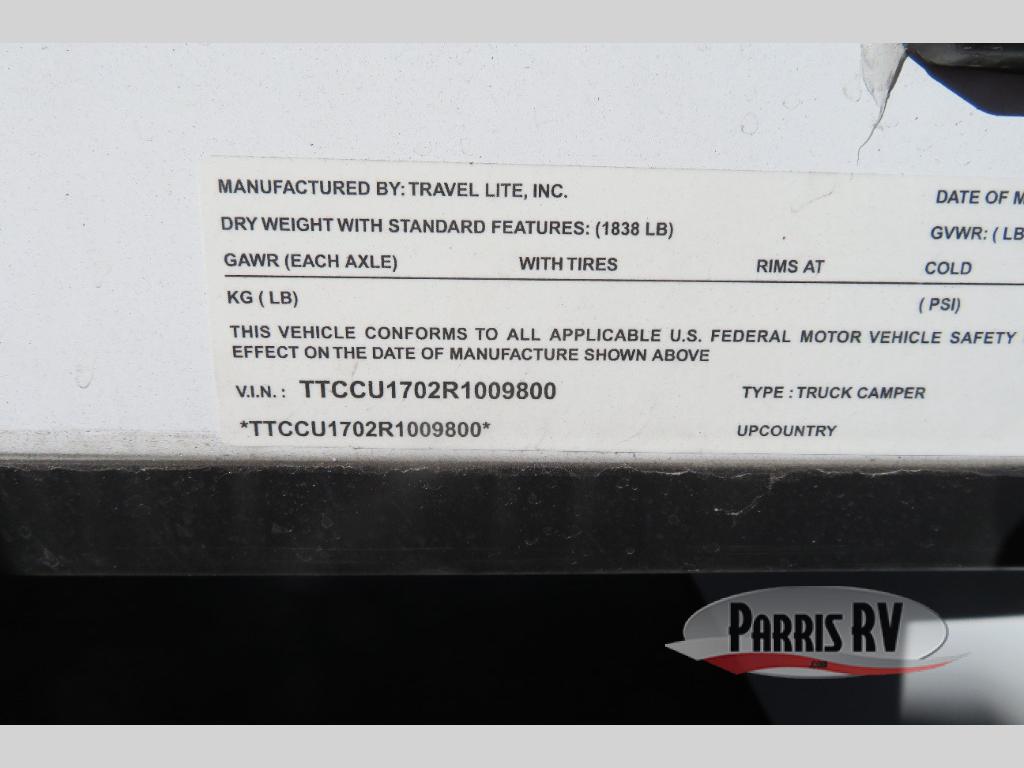 MANUFACTURED BY: TRAVEL LITE, INC.
DATE OF M
DRY WEIGHT WITH STANDARD FEATURES: (1838 LB)
GVWR: ( LB
GAWR (EACH AXLE) WITH TIRES RIMS AT COLD
KG ( LB) ( PSI)
THIS VEHICLE CONFORMS TO ALL APPLICABLE U.S. FEDERAL MOTOR VEHICLE SAFETY
EFFECT ON THE DATE OF MANUFACTURE SHOWN ABOVE
V.I.N. : TTCCU1702R1009800 TYPE : TRUCK CAMPER
*TTCCU1702R1009800* UPCOUNTRY
PARRIS RV
.com